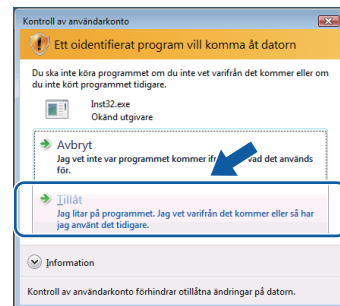 Kontroll av användarkonto
Ett oidentifierat program vill komma åt datorn
Du ska inte köra programmet om du inte vet varifrån det kommer eller om
du inte kört programmet tidigare.
Inst32.exe
Okänd utgivare
Avbryt
Jag vet inte var programmet kommer vad det används
för.
Tillåt
Jag litar på programmet. Jag vet varifrån det kommer eller så har
jag använt det tidigare.
Information
Kontroll av användarkonto förhindrar otillåtna ändringar på datorn.